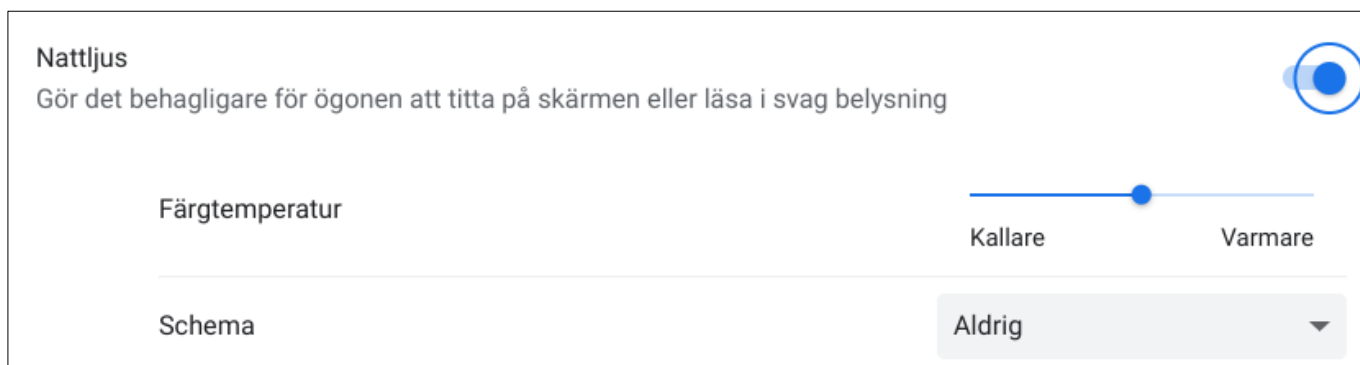 Nattljus
Gör det behagligare för ögonen att titta på skärmen eller läsa i svag belysning
Färgtemperatur
Kallare Varmare
Schema Aldrig